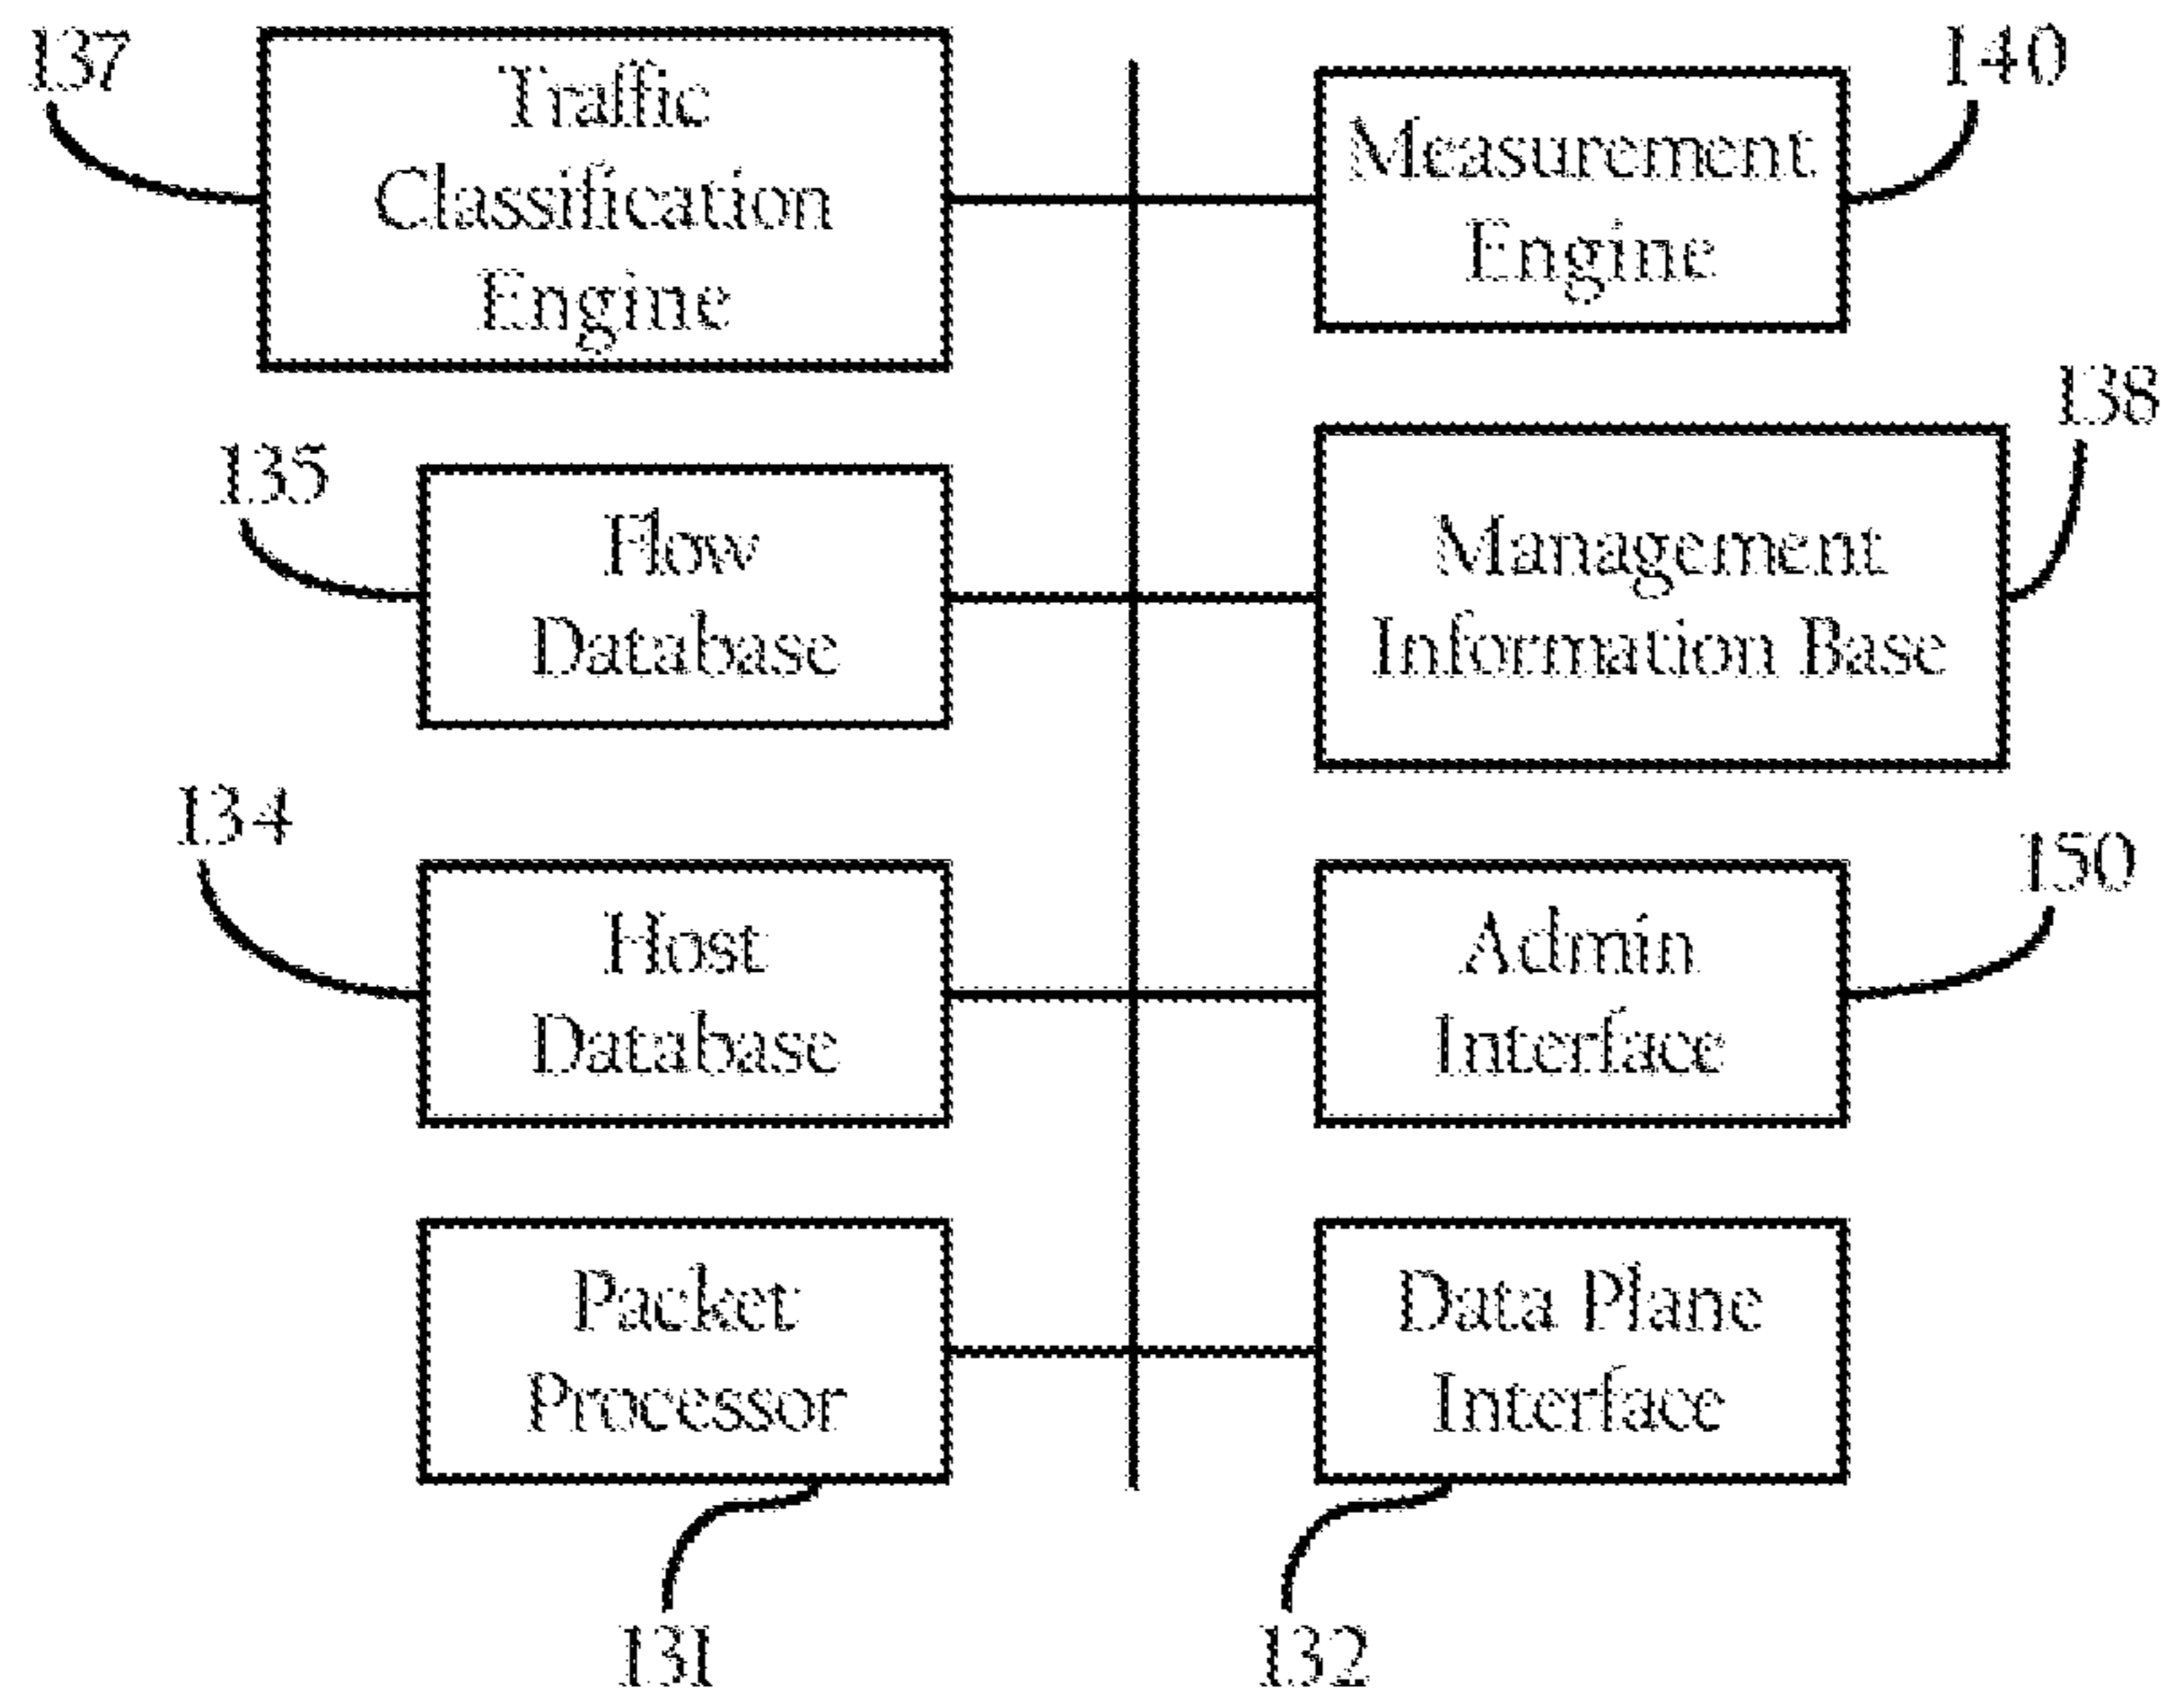 137
Traffic
Classification
Engine
140
Measurement
Engine
135
Flow
Database
138
Management
Information Base
134
Host
Database
150
Admin
Interface
Packet
Processor
131
Data Plane
Interface
132